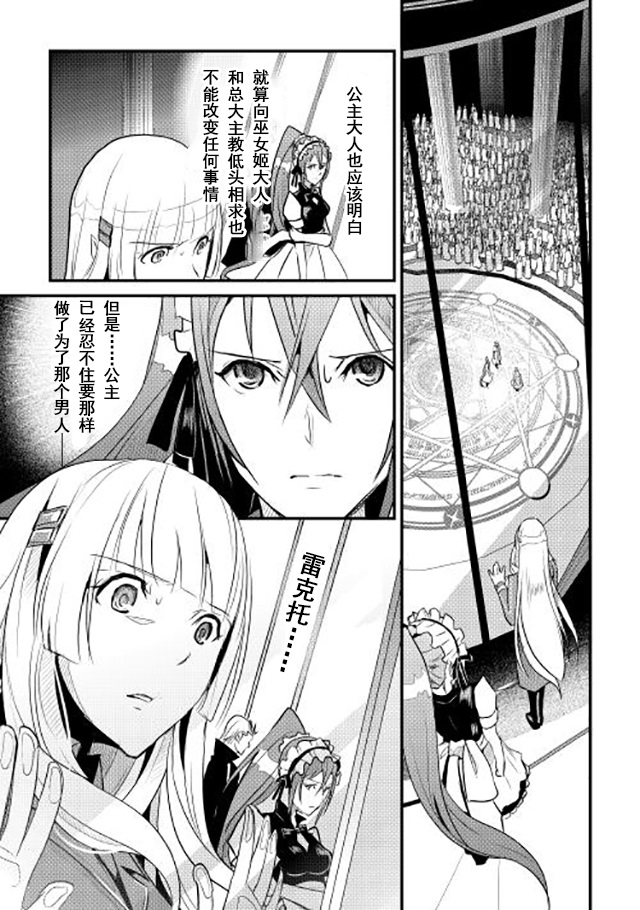 公主大人也应该明白
就算向巫女姬大人
和总大主教低头相求也
不能改变任何事情
但是……公主
已经忍不住要那样
做了为了那个男人—
雷克托……